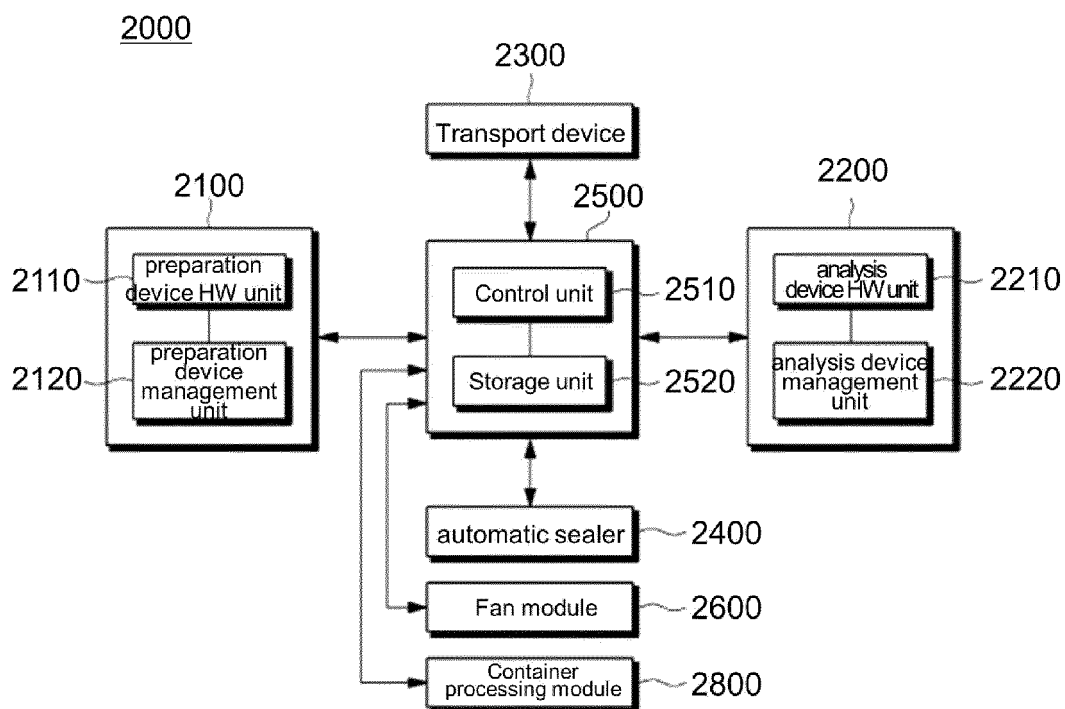 2000
2300
Transport device
2100
2500
2200
2110
preparation
device HW unit
Control unit
2510
analysis
device HW unit
2210
2120
preparation
device
management
unit
Storage unit
2520
analysis device
management
unit
2220
automatic sealer
2400
Fan module
2600
Container
processing module
2800